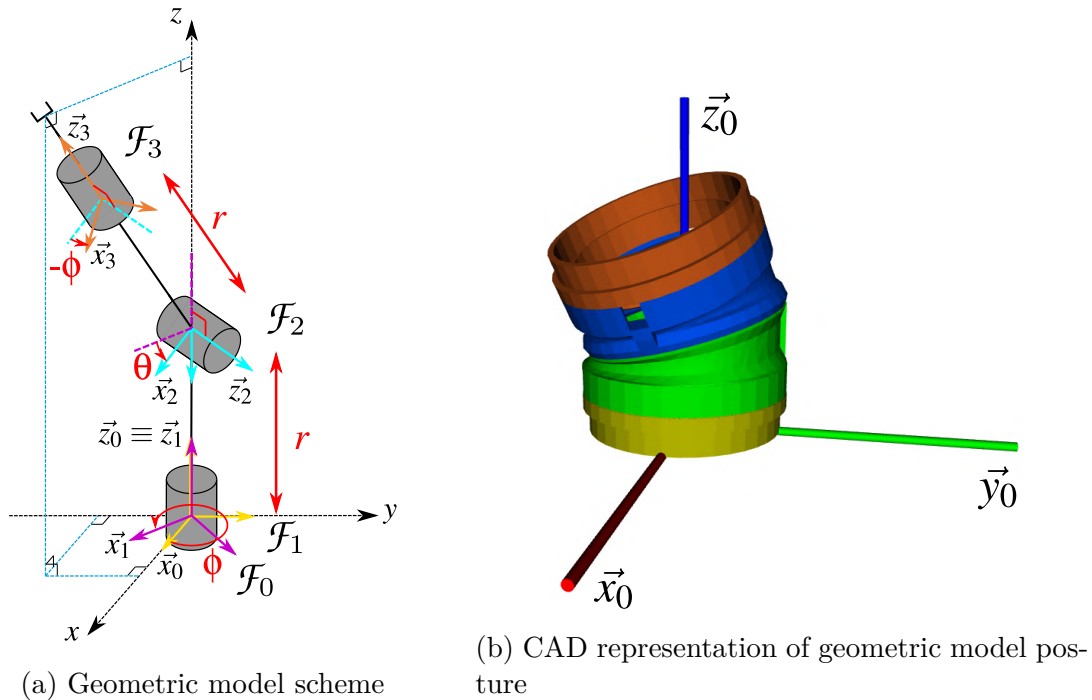 z
z⃗₃
ℱ₃
r
x⃗₃
-ϕ
ℱ₂
θ
x⃗₂
z⃗₂
z⃗₀ ≡ z⃗₁
r
y
x⃗₁
x⃗₀
ϕ
ℱ₁
ℱ₀
x
(a) Geometric model scheme
z⃗₀
y⃗₀
x⃗₀
(b) CAD representation of geometric model pos-
ture